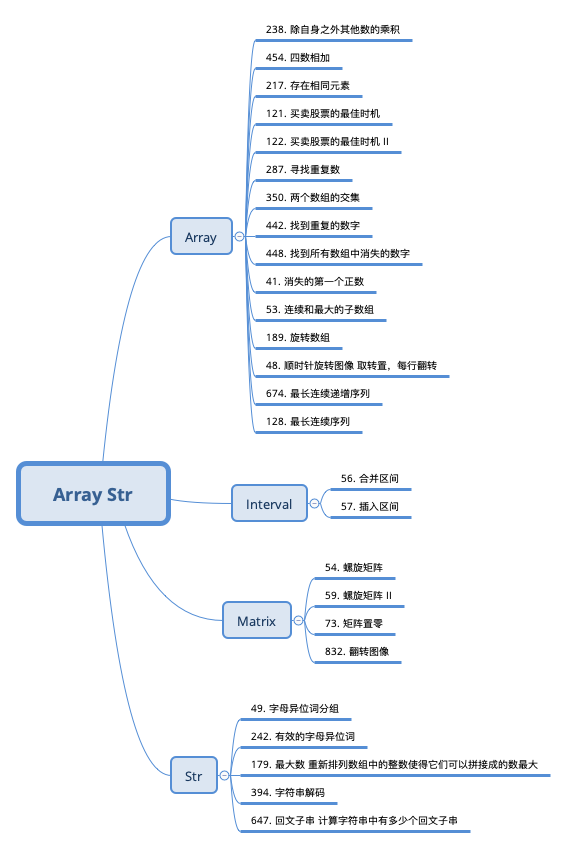 Array Str
Array
238. 除自身之外其他数的乘积
454. 四数相加
217. 存在相同元素
121. 买卖股票的最佳时机
122. 买卖股票的最佳时机 II
287. 寻找重复数
350. 两个数组的交集
442. 找到重复的数字
448. 找到所有数组中消失的数字
41. 消失的第一个正数
53. 连续和最大的子数组
189. 旋转数组
48. 顺时针旋转图像 取转置，每行翻转
674. 最长连续递增序列
128. 最长连续序列
Interval
56. 合并区间
57. 插入区间
Matrix
54. 螺旋矩阵
59. 螺旋矩阵 II
73. 矩阵置零
832. 翻转图像
Str
49. 字母异位词分组
242. 有效的字母异位词
179. 最大数 重新排列数组中的整数使得它们可以拼接成的数最大
394. 字符串解码
647. 回文子串 计算字符串中有多少个回文子串